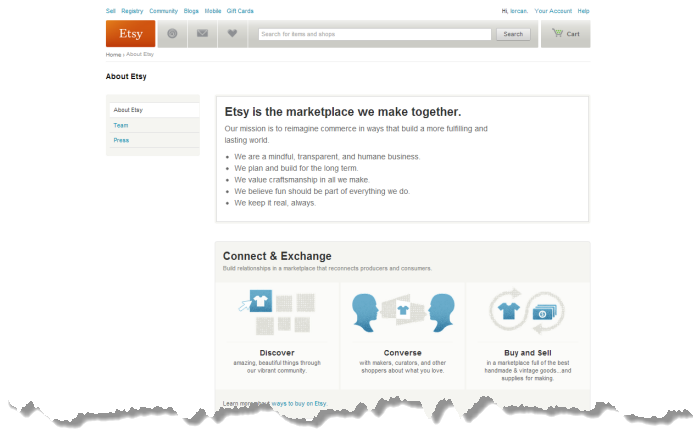 Sell Registry Community Blogs Mobile Gift Cards
Hi, lorcan. Your Account Help
Etsy
Search for items and shops
Search
Cart
Home › About Etsy
About Etsy
About Etsy
Team
Press
Etsy is the marketplace we make together.
Our mission is to reimagine commerce in ways that build a more fulfilling and
lasting world.
• We are a mindful, transparent, and humane business.
• We plan and build for the long term.
• We value craftsmanship in all we make.
• We believe fun should be part of everything we do.
• We keep it real, always.
Connect & Exchange
Build relationships in a marketplace that reconnects producers and consumers.
Discover
amazing, beautiful things through
our vibrant community.
Converse
with makers, curators, and other
shoppers about what you love.
Buy and Sell
in a marketplace full of the best
handmade & vintage goods...and
supplies for making.
Learn more about ways to buy on Etsy.